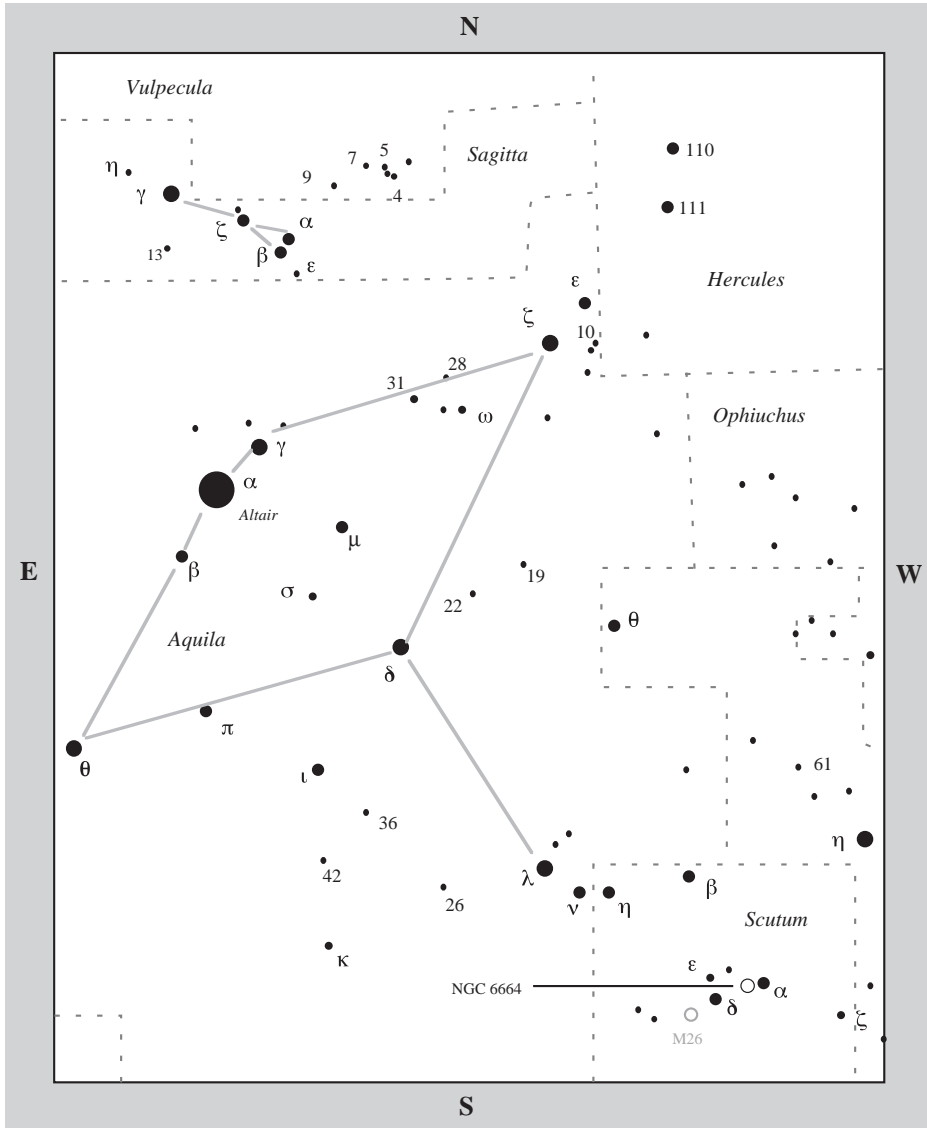 N
Vulpecula
5
7
110
η
Sagitta
9
4
γ
111
α
ζ
13
β
ε
Hercules
ε
ζ
10
28
31
ω
Ophiuchus
γ
α
Altair
μ
E
β
19
W
σ
22
θ
Aquila
δ
π
θ
ι
61
36
η
42
λ
26
ν
η
β
Scutum
κ
ε
NGC 6664
α
δ
ζ
M26
S